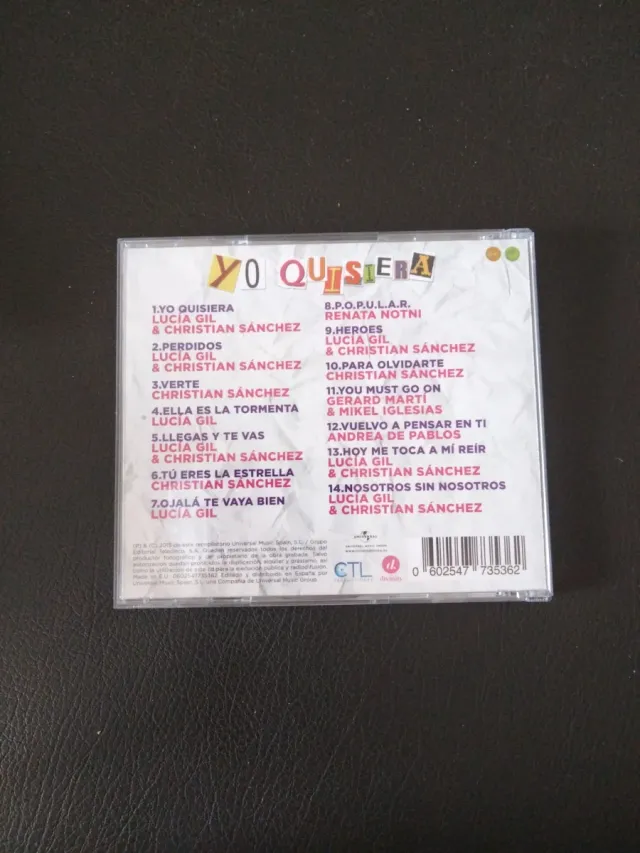 YO QUISIERA
1.YO QUISIERA
LUCÍA GIL
& CHRISTIAN SÁNCHEZ
2.PERDIDOS
LUCÍA GIL
& CHRISTIAN SÁNCHEZ
3.VERTE
CHRISTIAN SÁNCHEZ
4.ELLA ES LA TORMENTA
LUCÍA GIL
5.LLEGAS Y TE VAS
LUCÍA GIL
& CHRISTIAN SÁNCHEZ
6.TÚ ERES LA ESTRELLA
CHRISTIAN SÁNCHEZ
7.OJALÁ TE VAYA BIEN
LUCÍA GIL
8.P.O.P.U.L.A.R.
RENATA NOTNI
9.HEROES
LUCÍA GIL
& CHRISTIAN SÁNCHEZ
10.PARA OLVIDARTE
CHRISTIAN SÁNCHEZ
11.YOU MUST GO ON
GERARD MARTÍ
& MIKEL IGLESIAS
12.VUELVO A PENSAR EN TI
ANDREA DE PABLOS
13.HOY ME TOCA A MÍ REÍR
LUCÍA GIL
& CHRISTIAN SÁNCHEZ
14.NOSOTROS SIN NOSOTROS
LUCÍA GIL
& CHRISTIAN SÁNCHEZ
Universal Music Spain, S.L. / Grupo
CTL
d.
divinity
0 602547 735362